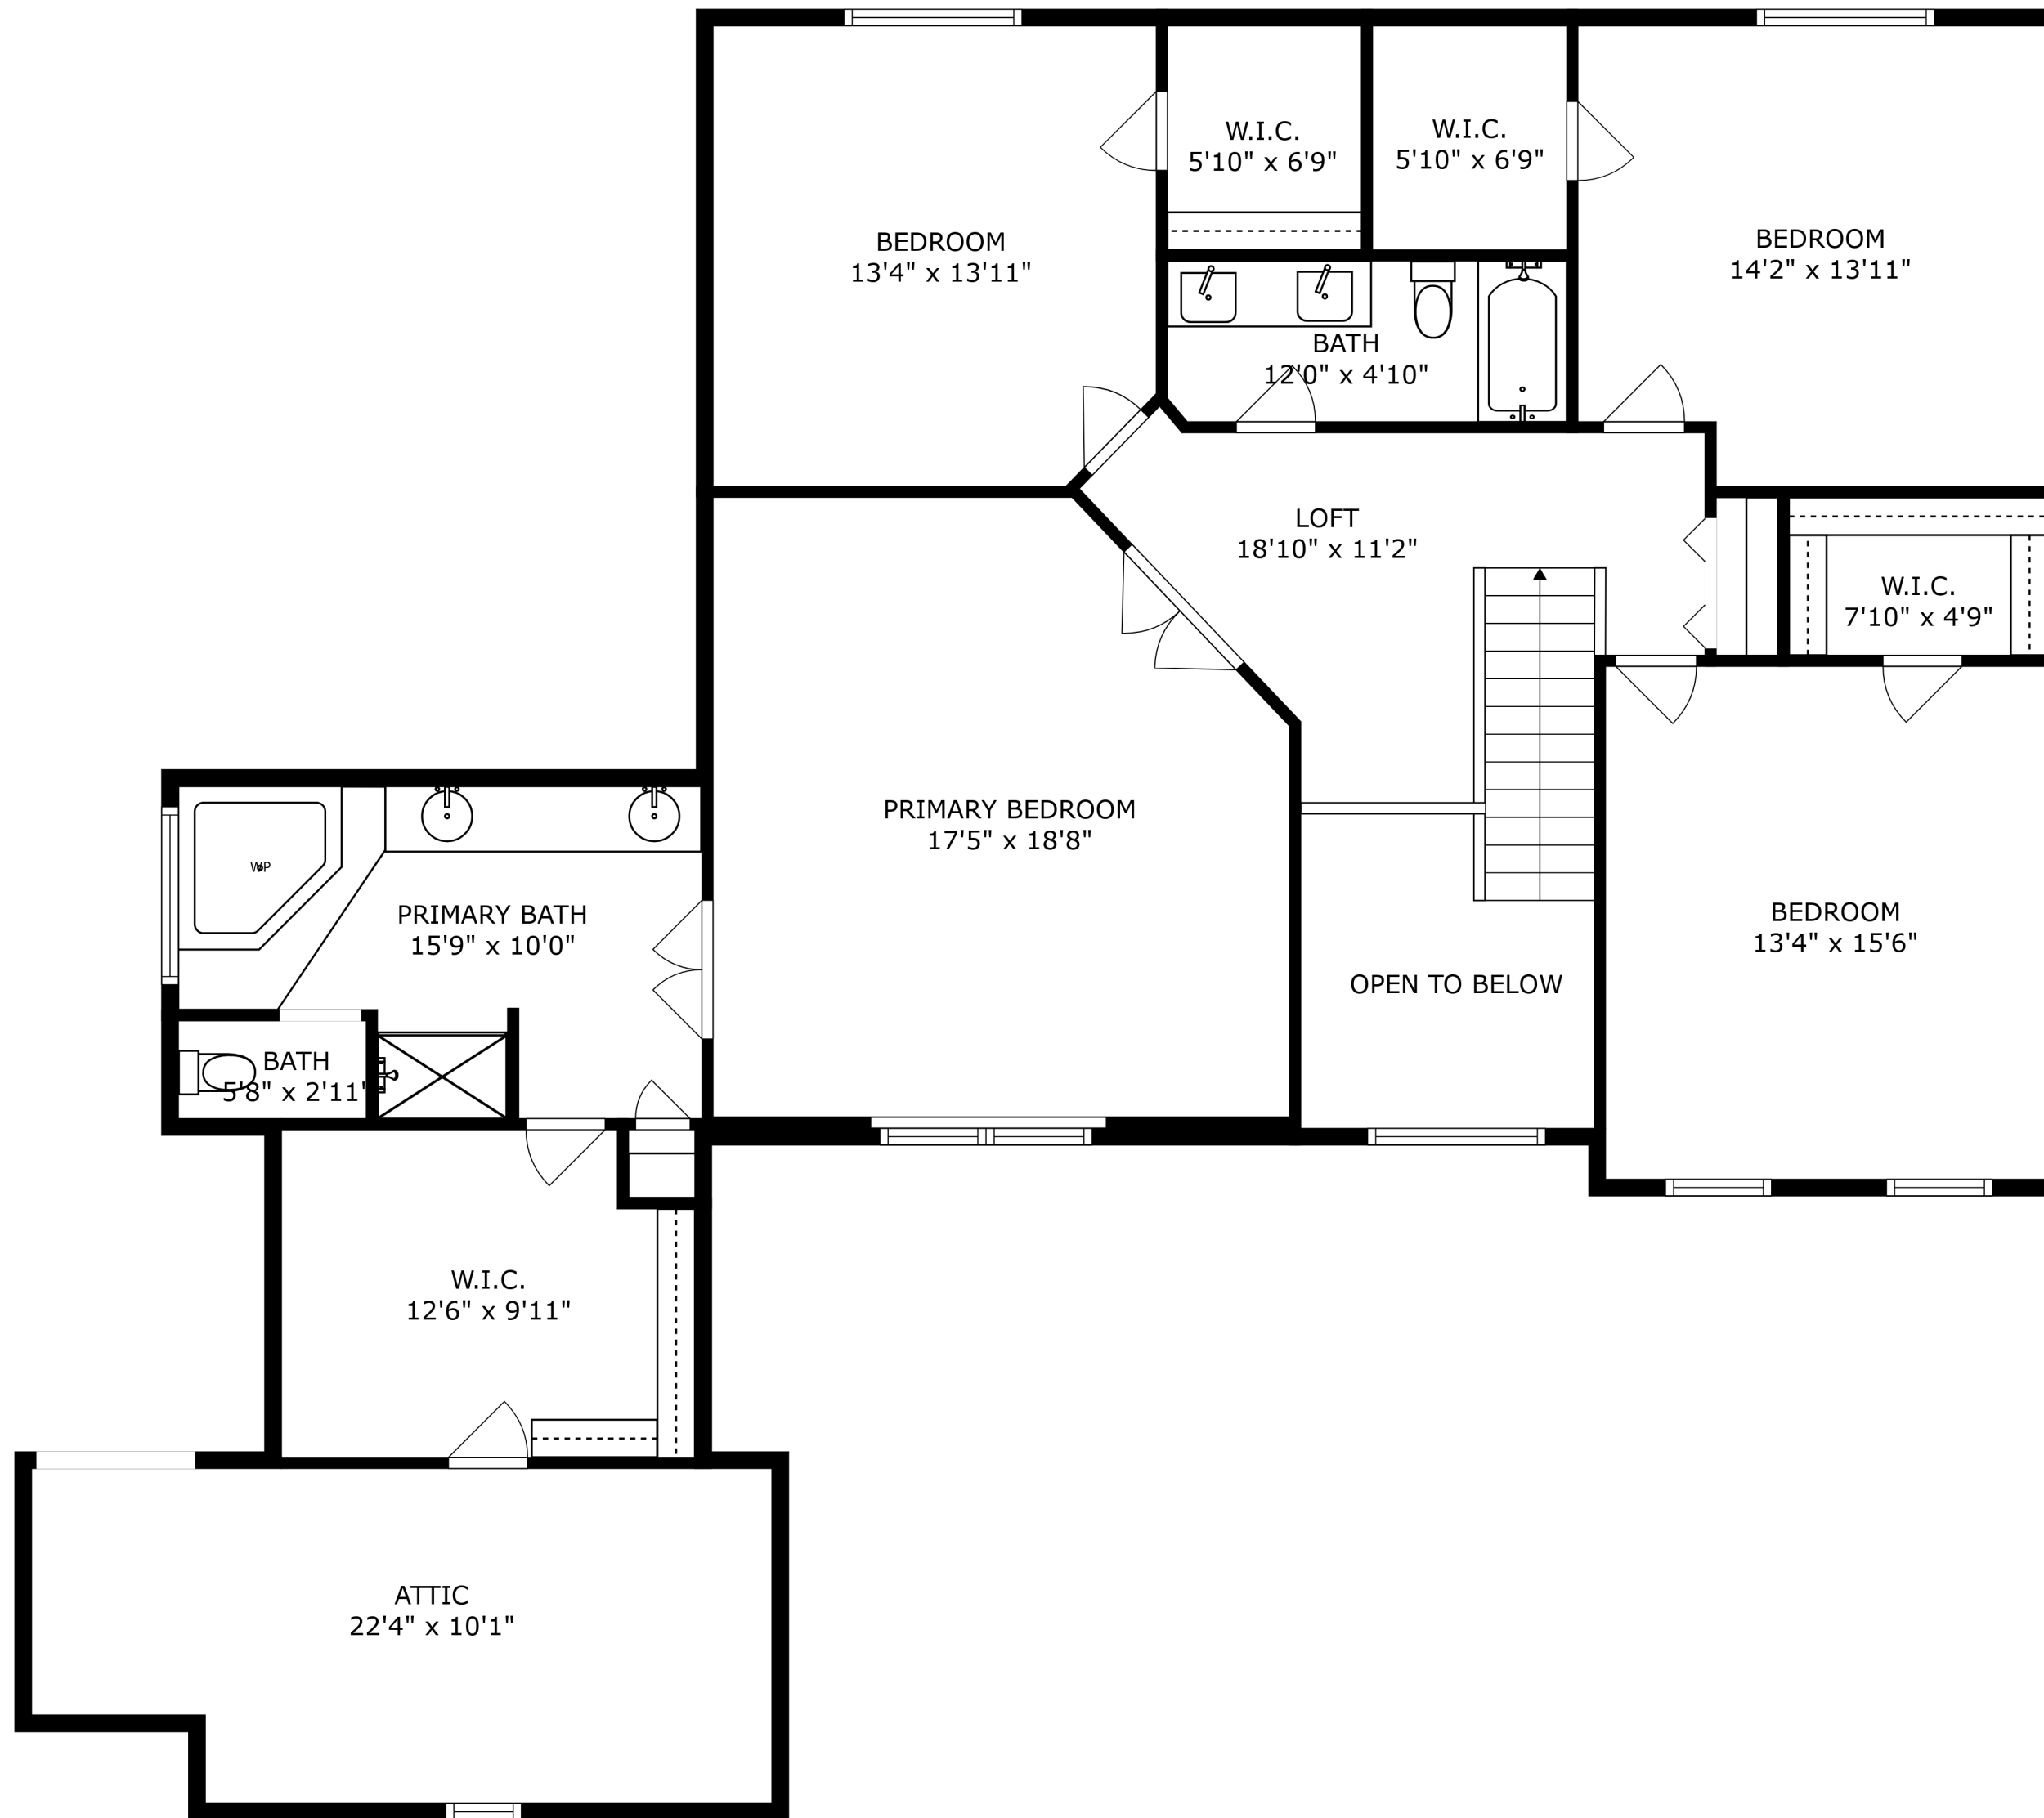 W.I.C.
5'10" x 6'9"
W.I.C.
5'10" x 6'9"
BEDROOM
13'4" x 13'11"
BEDROOM
14'2" x 13'11"
BATH
12'0" x 4'10"
LOFT
18'10" x 11'2"
W.I.C.
7'10" x 4'9"
PRIMARY BEDROOM
17'5" x 18'8"
WP
PRIMARY BATH
15'9" x 10'0"
BEDROOM
13'4" x 15'6"
OPEN TO BELOW
BATH
5'8" x 2'11"
W.I.C.
12'6" x 9'11"
ATTIC
22'4" x 10'1"